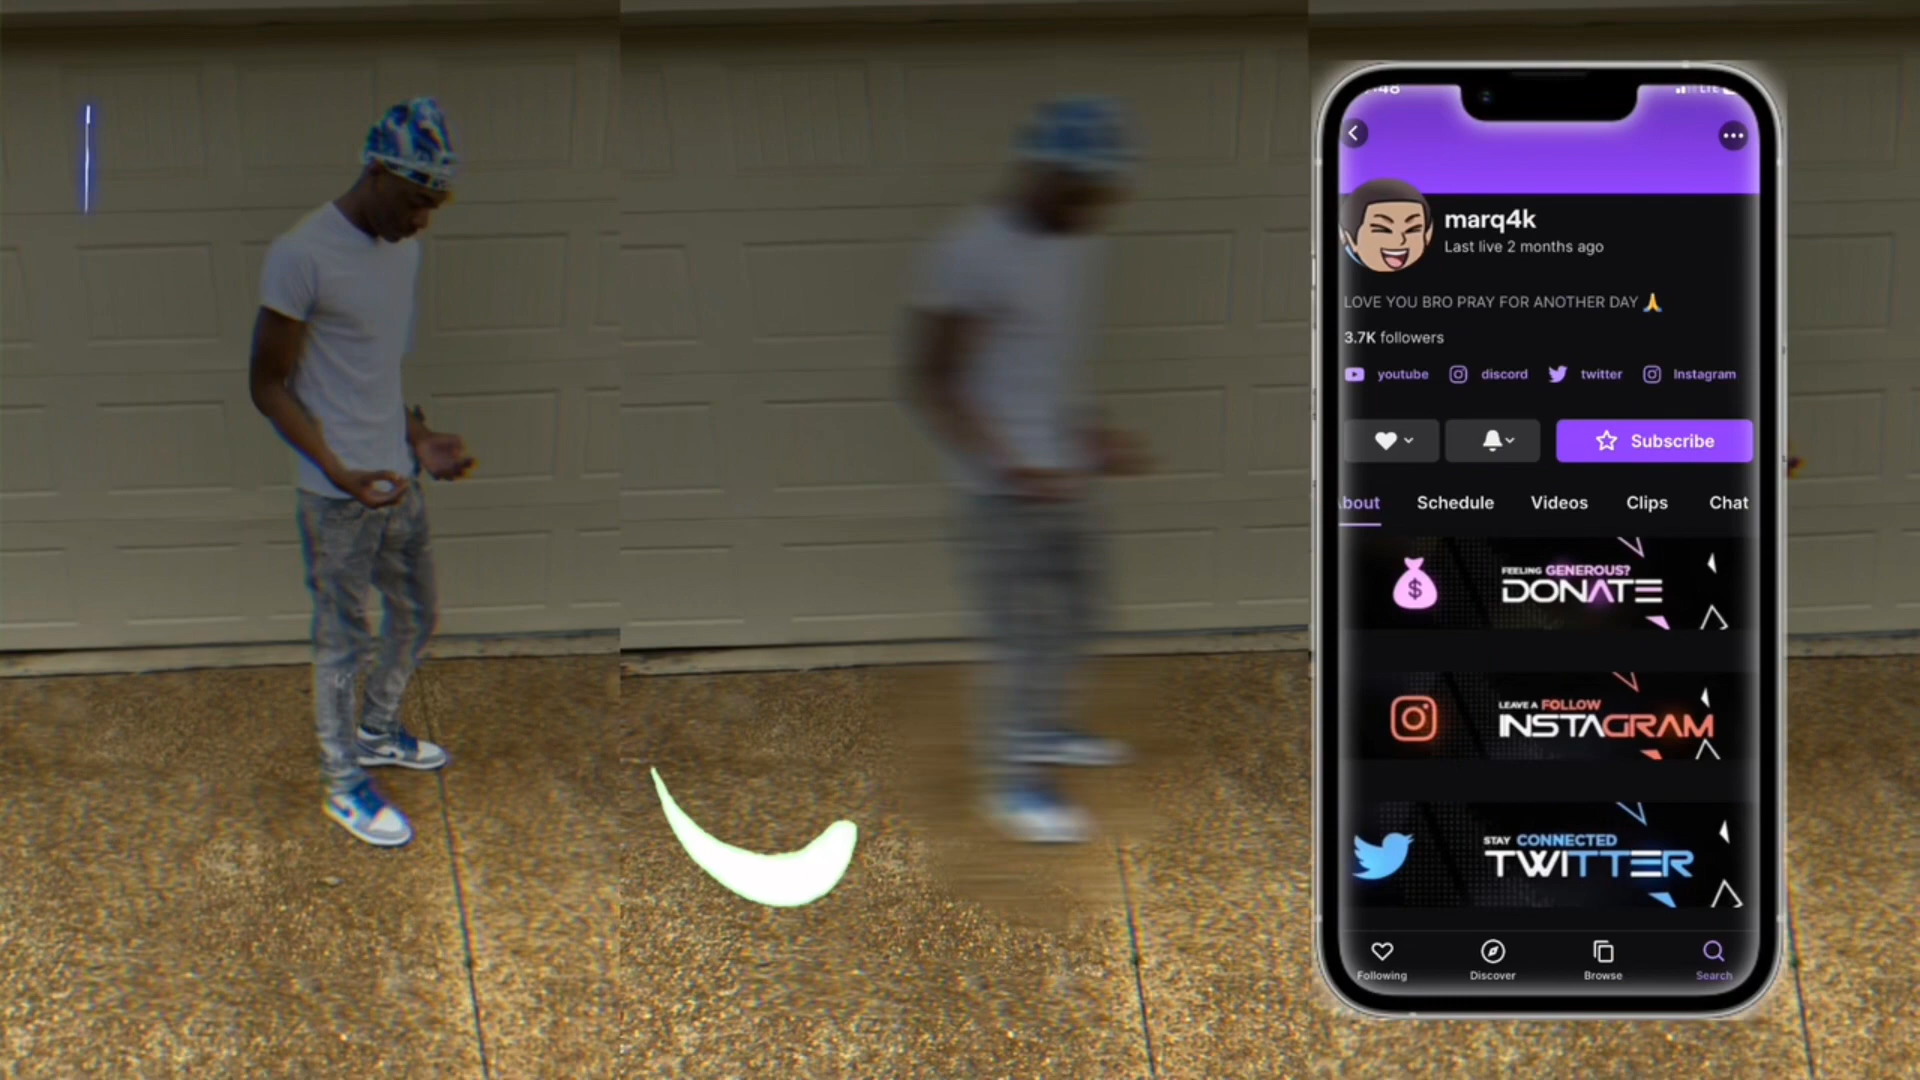 :48
LTE
marq4k
Last live 2 months ago
LOVE YOU BRO PRAY FOR ANOTHER DAY 🙏
3.7K followers
youtube discord twitter Instagram
Subscribe
bout Schedule Videos Clips Chat
FEELING GENEROUS?
DONATE
LEAVE A FOLLOW
INSTAGRAM
STAY CONNECTED
TWITTER
Following Discover Browse Search